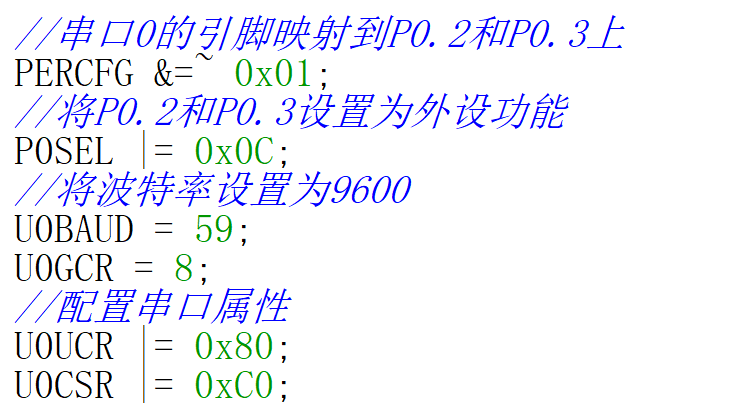 //串口0的引脚映射到P0.2和P0.3上
PERCFG &=~ 0x01;
//将P0.2和P0.3设置为外设功能
P0SEL |= 0x0C;
//将波特率设置为9600
U0BAUD = 59;
U0GCR = 8;
//配置串口属性
U0UCR |= 0x80;
U0CSR |= 0xC0;